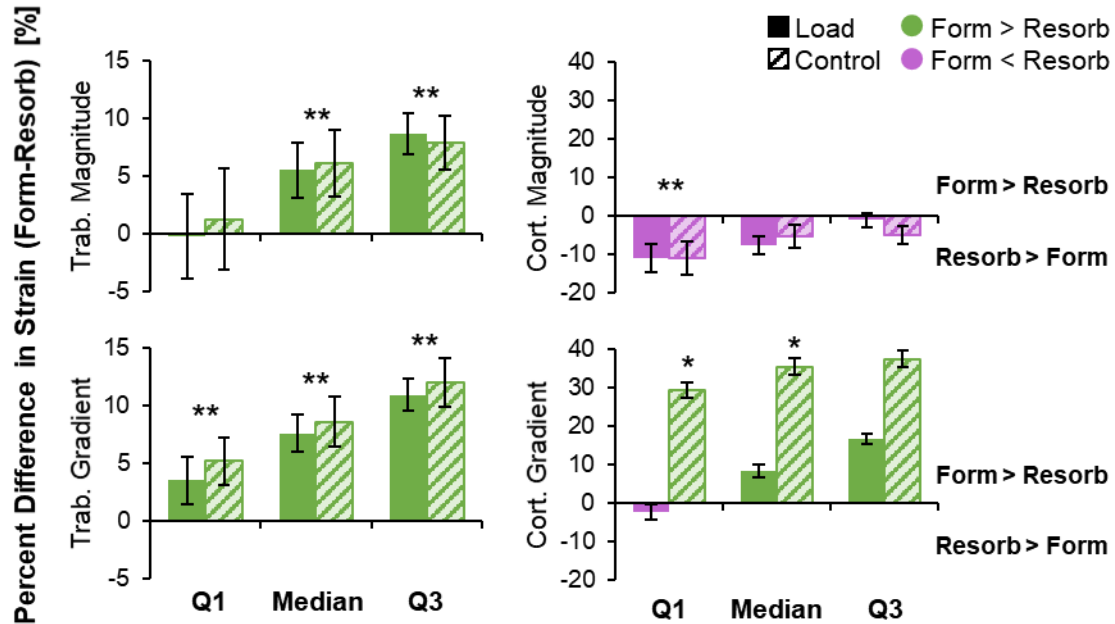 Percent Difference in Strain (Form-Resorb) [%]
Load
Form > Resorb
Control
Form < Resorb
Trab. Magnitude
15
10
5
0
-5
**
**
Cort. Magnitude
40
30
20
10
0
-10
-20
**
Form > Resorb
Resorb > Form
Trab. Gradient
15
10
5
0
-5
**
**
**
Q1
Median
Q3
Cort. Gradient
40
30
20
10
0
-10
-20
*
*
Form > Resorb
Resorb > Form
Q1
Median
Q3